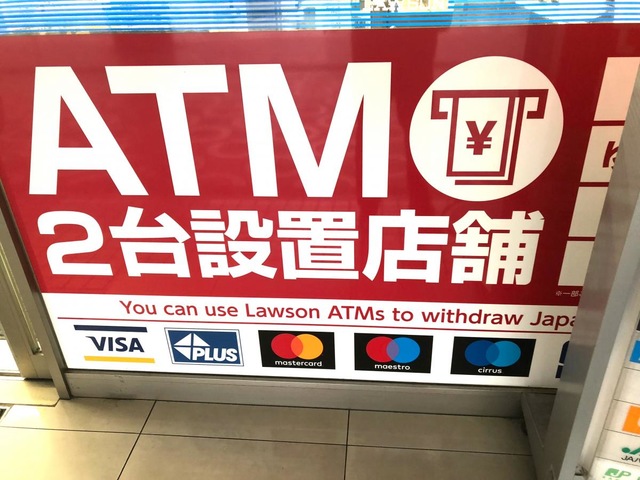 ATM
¥
2台設置店舗
You can use Lawson ATMs to withdraw
VISA
PLUS
mastercard
maestro
cirrus